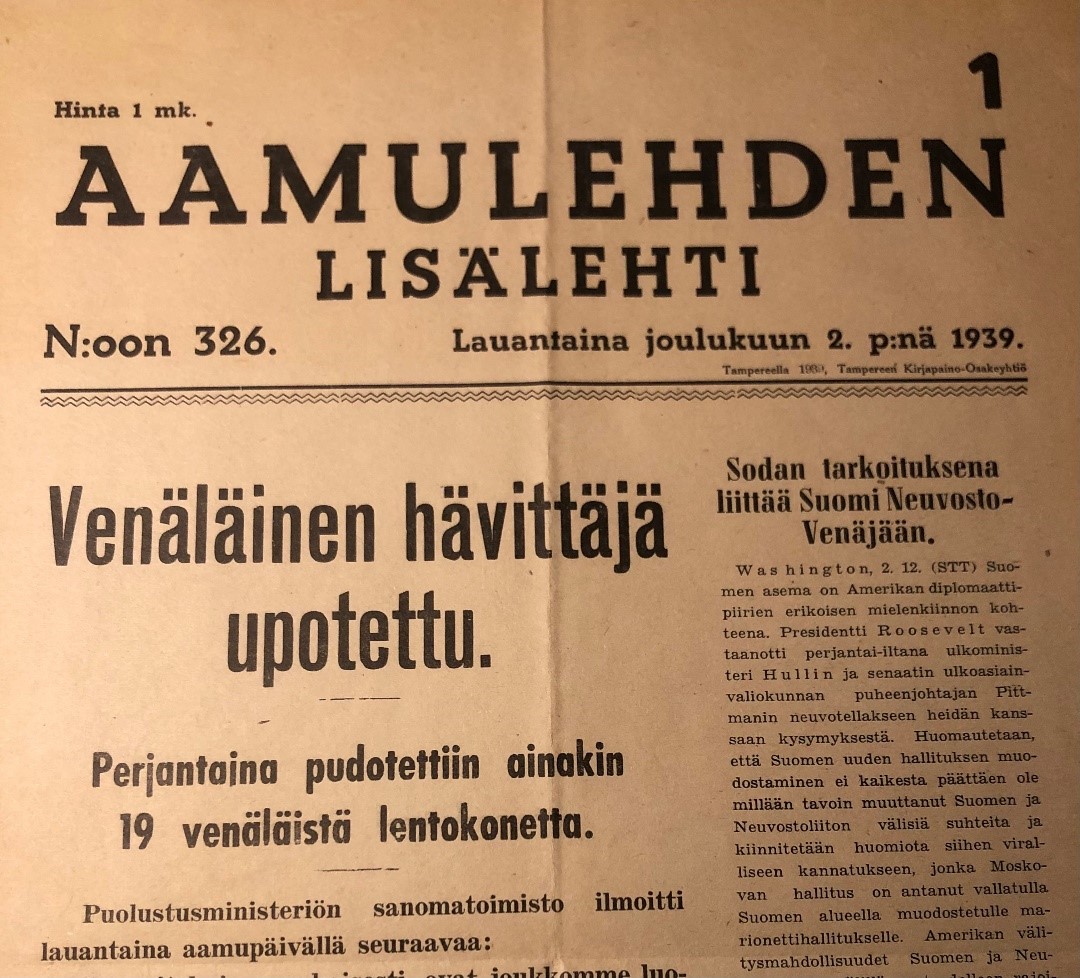 1
Hinta 1 mk.
AAMULEHDEN
LISÄLEHTI
N:oon 326.
Lauantaina joulukuun 2. p:nä 1939.
Tampereella 1939, Tampereen Kirjapaino-Osakeyhtiö
Venäläinen hävittäjä
upotettu.
Perjantaina pudotettiin ainakin
19 venäläistä lentokonetta.
Puolustusministeriön sanomatoimisto ilmoitti
lauantaina aamupäivällä seuraavaa:
ovat joukkomme luo-
Sodan tarkoituksena
liittää Suomi Neuvosto-
Venäjään.
Washington, 2. 12. (STT) Suo-
men asema on Amerikan diplomaatti-
piirien erikoisen mielenkiinnon koh-
teena. Presidentti Roosevelt vas-
taanotti perjantai-iltana ulkominis-
teri Hullin ja senaatin ulkoasiain-
valiokunnan puheenjohtajan Pitt-
manin neuvotellakseen heidän kans-
saan kysymyksestä. Huomautetaan,
että Suomen uuden hallituksen muo-
dostaminen ei kaikesta päättäen ole
millään tavoin muuttanut Suomen ja
Neuvostoliiton välisiä suhteita ja
kiinnitetään huomiota siihen viral-
liseen kannatukseen, jonka Mosko-
van hallitus on antanut vallatulla
Suomen alueella muodostetulle ma-
rionettihallitukselle. Amerikan väli-
tysmahdollisuudet Suomen ja Neu-